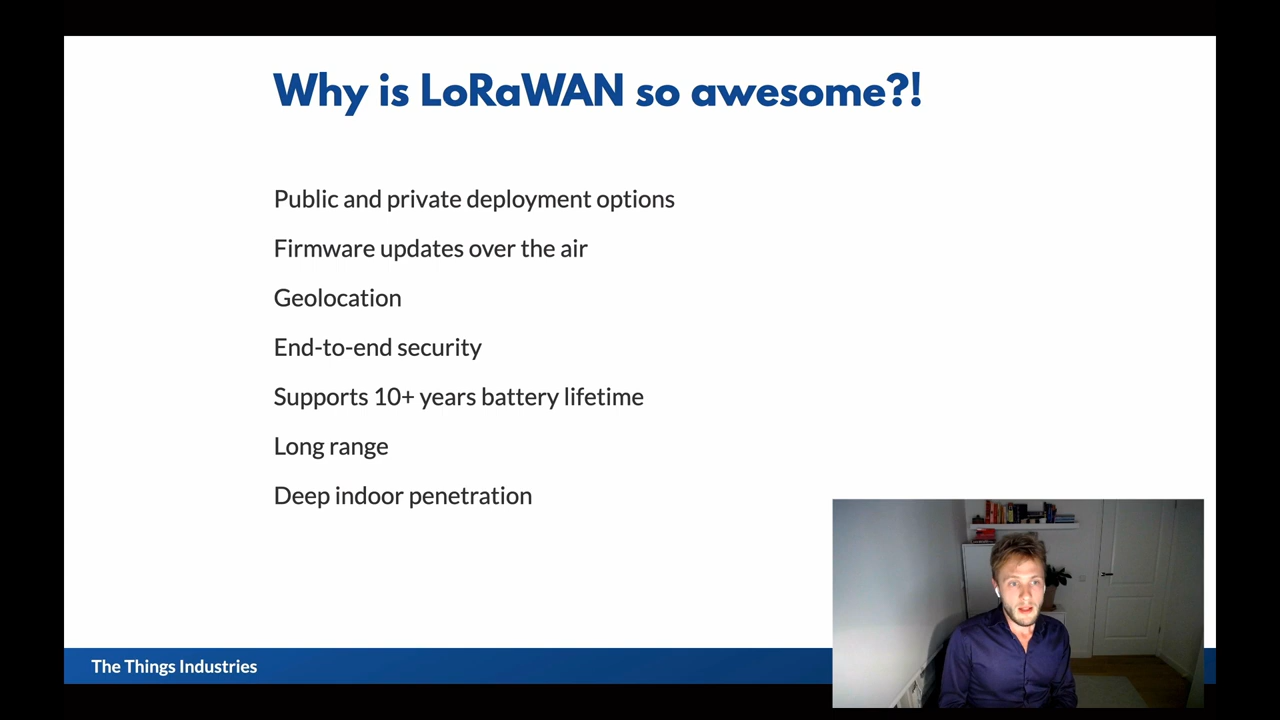 Why is LoRaWAN so awesome?!
Public and private deployment options
Firmware updates over the air
Geolocation
End-to-end security
Supports 10+ years battery lifetime
Long range
Deep indoor penetration
The Things Industries